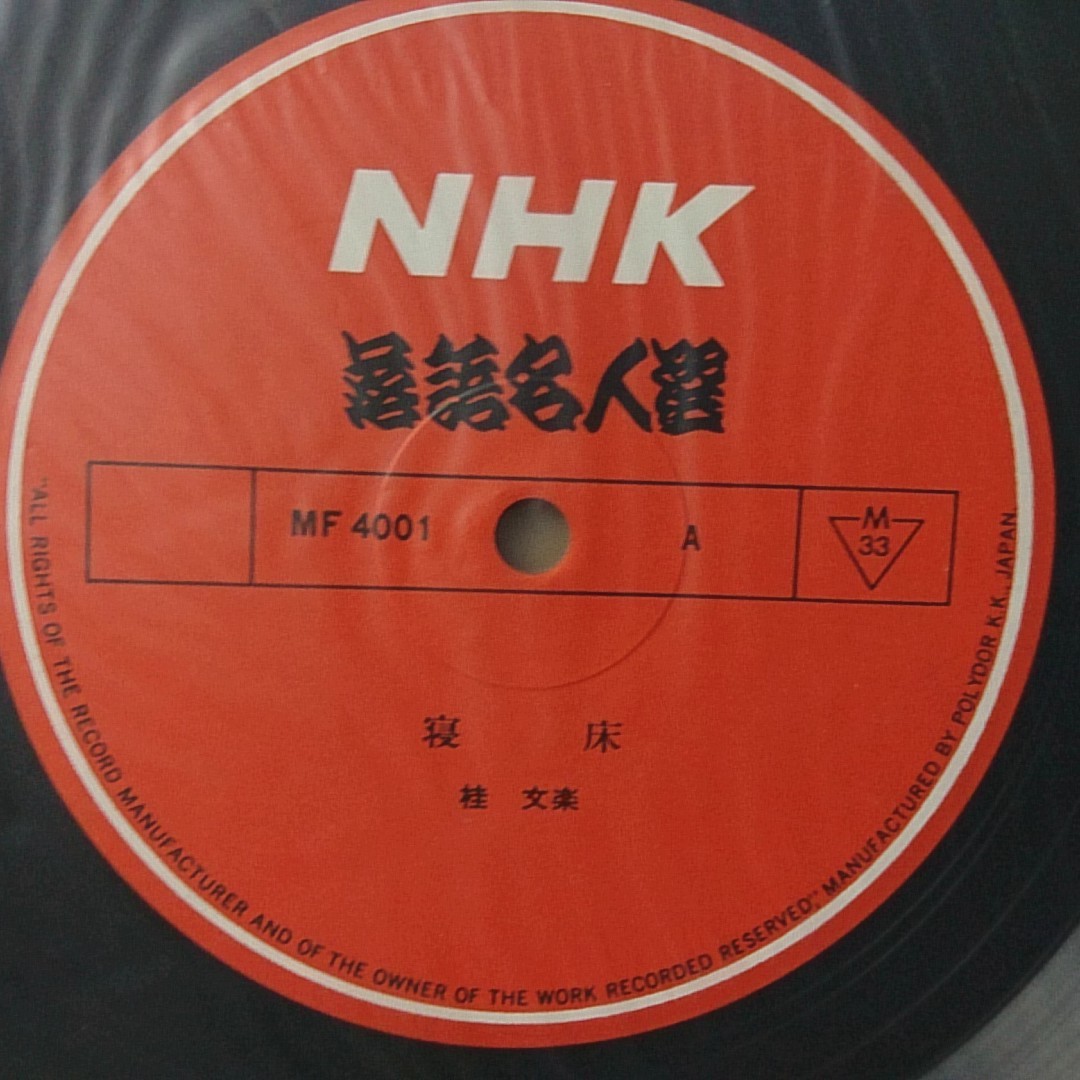 NHK
落語名人選
MF 4001 A M 33
寝 床
桂 文楽
"ALL RIGHTS OF THE RECORD MANUFACTURER AND OF THE OWNER OF THE WORK RECORDED RESERVED", MANUFACTURED BY POLYDOR K.K., JAPAN